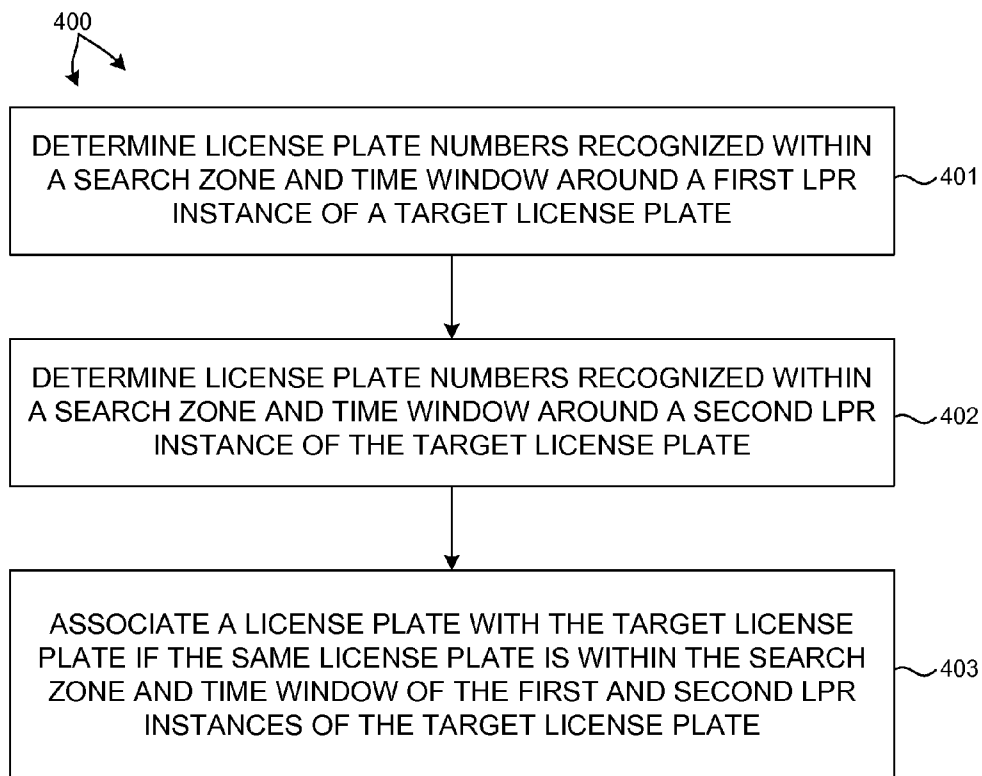 400
DETERMINE LICENSE PLATE NUMBERS RECOGNIZED WITHIN
A SEARCH ZONE AND TIME WINDOW AROUND A FIRST LPR
INSTANCE OF A TARGET LICENSE PLATE
401
DETERMINE LICENSE PLATE NUMBERS RECOGNIZED WITHIN
A SEARCH ZONE AND TIME WINDOW AROUND A SECOND LPR
INSTANCE OF THE TARGET LICENSE PLATE
402
ASSOCIATE A LICENSE PLATE WITH THE TARGET LICENSE
PLATE IF THE SAME LICENSE PLATE IS WITHIN THE SEARCH
ZONE AND TIME WINDOW OF THE FIRST AND SECOND LPR
INSTANCES OF THE TARGET LICENSE PLATE
403